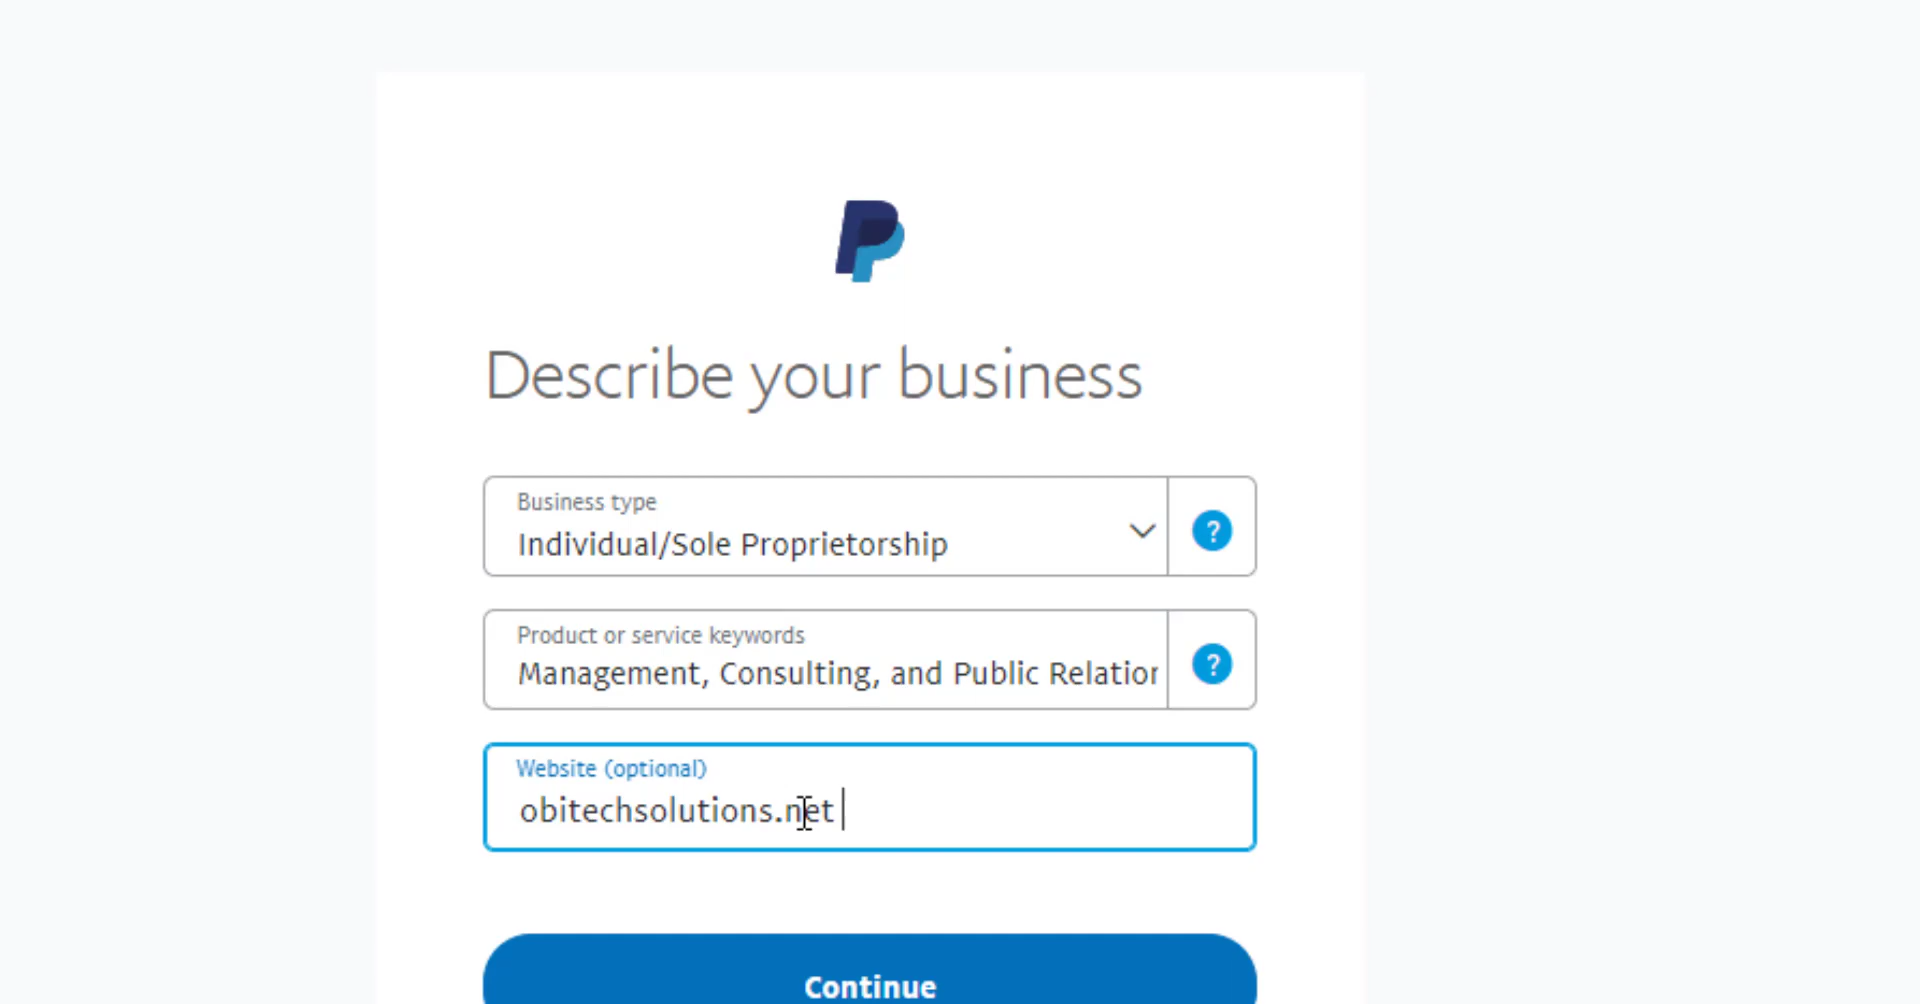 Describe your business
Business type
Individual/Sole Proprietorship
?
Product or service keywords
Management, Consulting, and Public Relation
?
Website (optional)
obitechsolutions.net
Continue